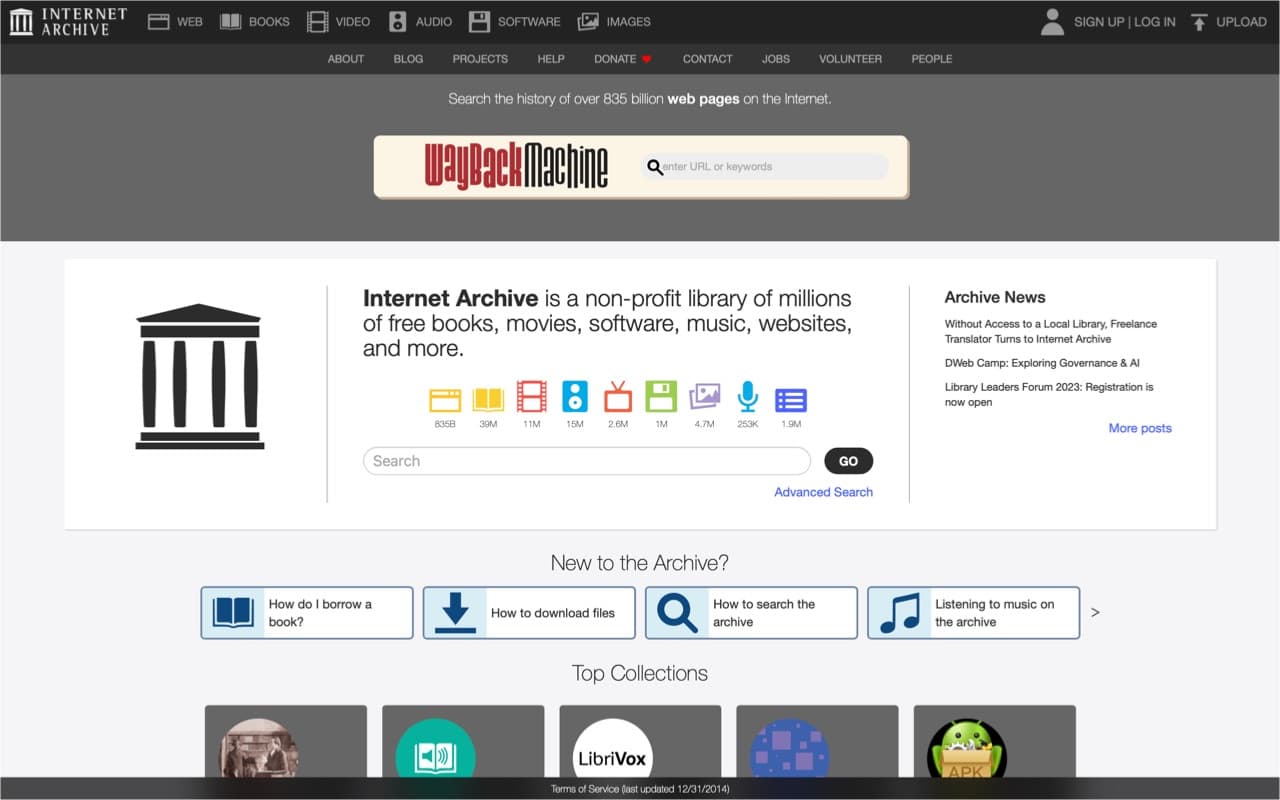 INTERNET ARCHIVE
WEB BOOKS VIDEO AUDIO SOFTWARE IMAGES SIGN UP | LOG IN UPLOAD
ABOUT BLOG PROJECTS HELP DONATE CONTACT JOBS VOLUNTEER PEOPLE
Search the history of over 835 billion web pages on the Internet.
WayBackMachine
enter URL or keywords
Internet Archive is a non-profit library of millions
of free books, movies, software, music, websites,
and more.
835B 39M 11M 15M 2.6M 1M 4.7M 253K 1.9M
Search
GO
Advanced Search
Archive News
Without Access to a Local Library, Freelance
Translator Turns to Internet Archive
DWeb Camp: Exploring Governance & AI
Library Leaders Forum 2023: Registration is
now open
More posts
New to the Archive?
How do I borrow a
book?
How to download files
How to search the
archive
Listening to music on
the archive
>
Top Collections
LibriVox
APK
Terms of Service (last updated 12/31/2014)